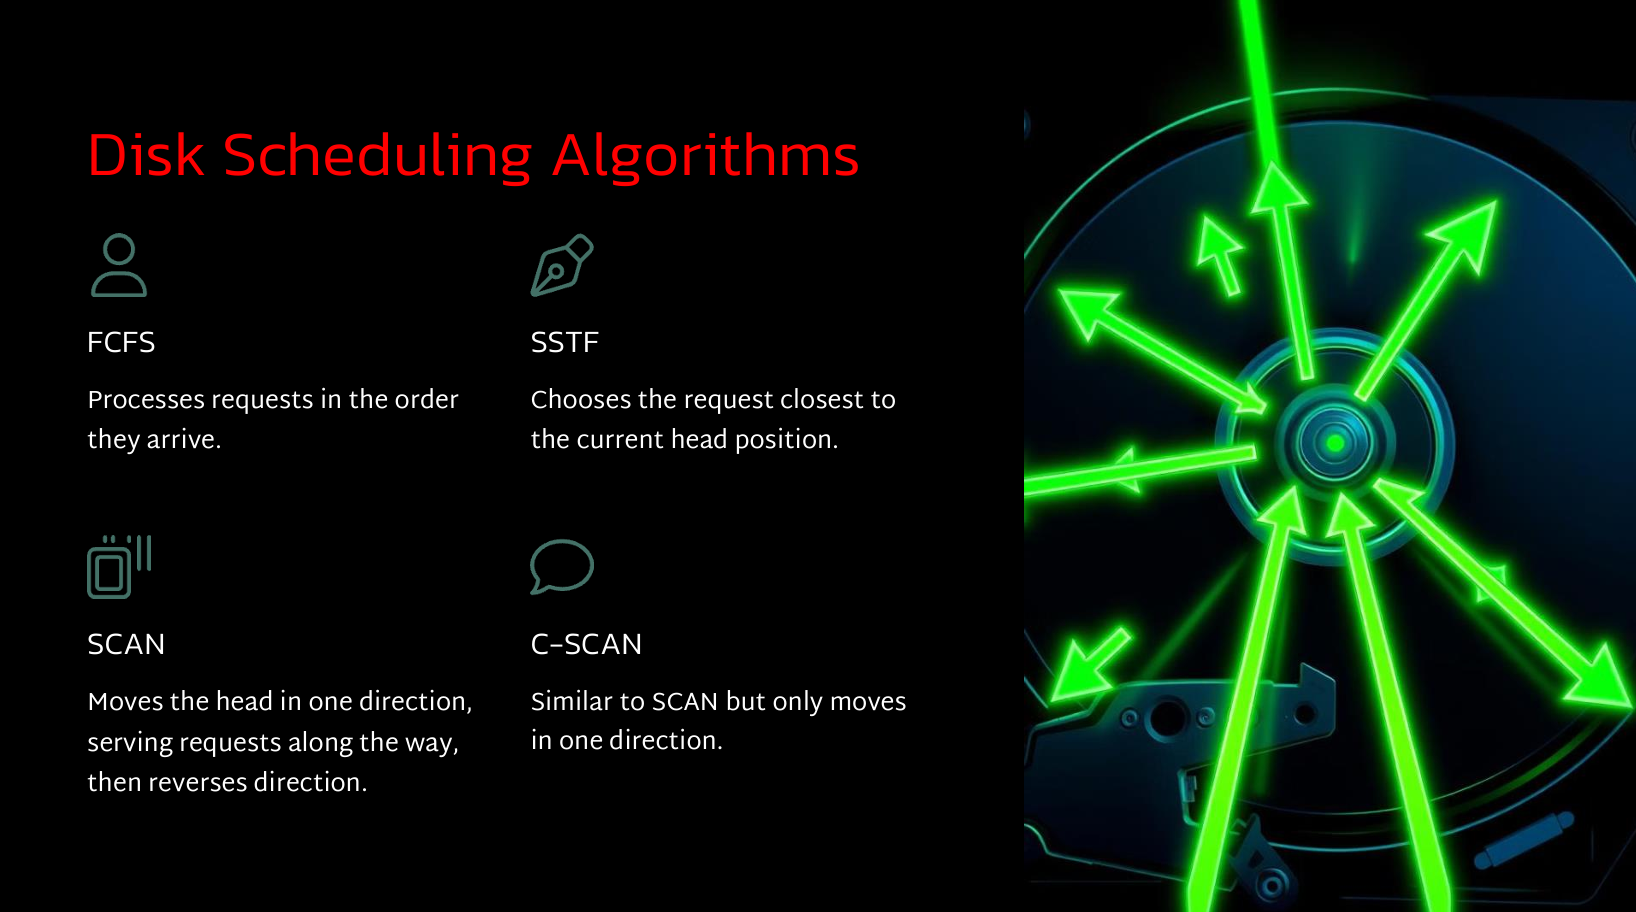 Disk Scheduling Algorithms
FCFS
Processes requests in the order
they arrive.
SSTF
Chooses the request closest to
the current head position.
SCAN
Moves the head in one direction,
serving requests along the way,
then reverses direction.
C-SCAN
Similar to SCAN but only moves
in one direction.